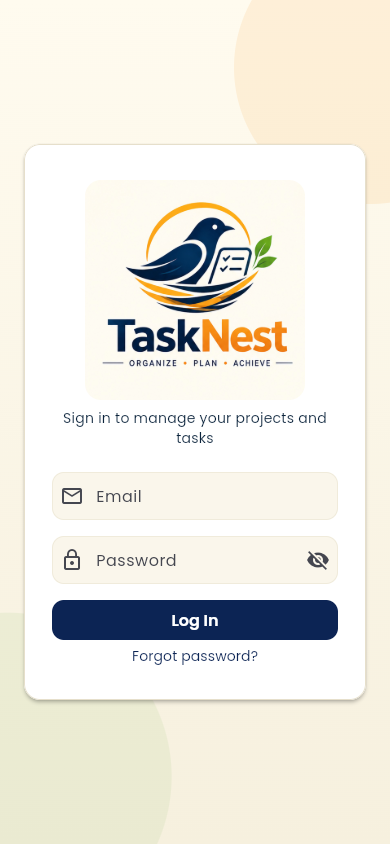 TaskNest
ORGANIZE • PLAN • ACHIEVE
Sign in to manage your projects and
tasks
Email
Password
Log In
Forgot password?